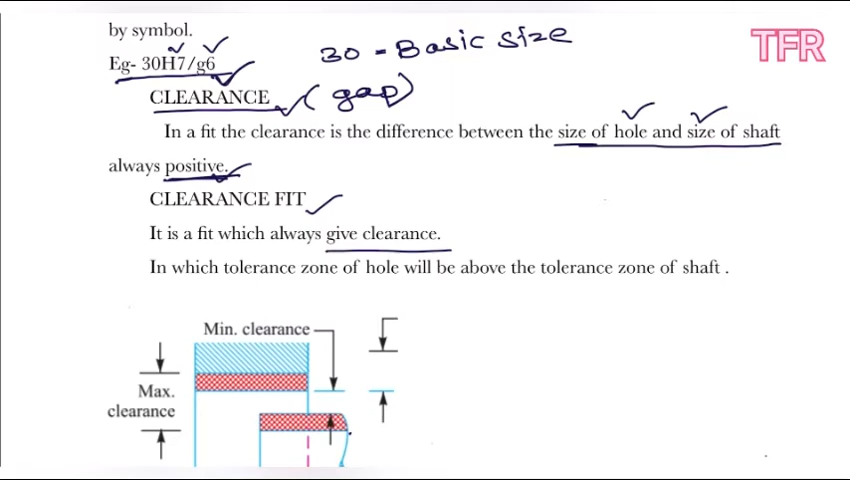 by symbol.
30 - Basic size
TFR
Eg- 30H7/g6
CLEARANCE (gap)
In a fit the clearance is the difference between the size of hole and size of shaft
always positive.
CLEARANCE FIT
It is a fit which always give clearance.
In which tolerance zone of hole will be above the tolerance zone of shaft .
Min. clearance
Max.
clearance